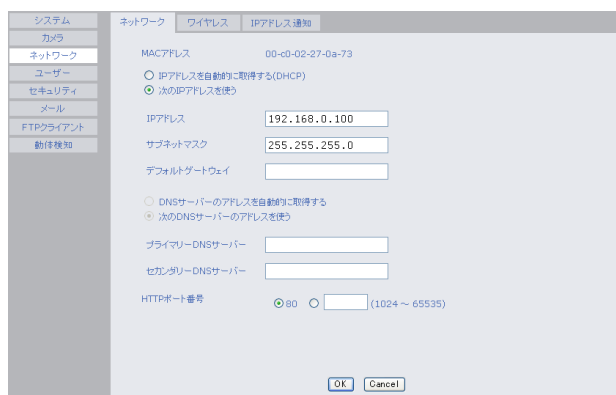 システム
カメラ
ネットワーク
ユーザー
セキュリティ
メール
FTPクライアント
動体検知
ネットワーク ワイヤレス IPアドレス通知
MACアドレス 00-c0-02-27-0a-73
IPアドレスを自動的に取得する(DHCP)
次のIPアドレスを使う
IPアドレス 192.168.0.100
サブネットマスク 255.255.255.0
デフォルトゲートウェイ
DNSサーバーのアドレスを自動的に取得する
次のDNSサーバーのアドレスを使う
プライマリーDNSサーバー
セカンダリーDNSサーバー
HTTPポート番号 80 (1024 ～ 65535)
OK Cancel